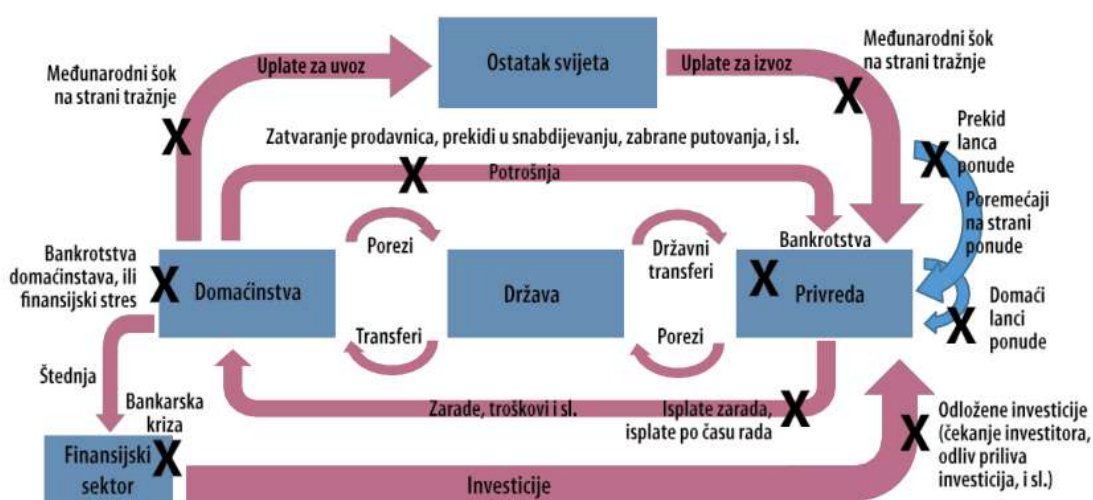 Međunarodni šok
na strani tražnje
Uplate za uvoz
Ostatak svijeta
Uplate za izvoz
Međunarodni šok
na strani tražnje
Zatvaranje prodavnica, prekidi u snabdijevanju, zabrane putovanja, i sl.
Potrošnja
Prekid
lanca
ponude
Poremećaji
na strani
ponude
Bankrotstva
domaćinstava, ili
finansijski stres
Domaćinstva
Porezi
Transferi
Država
Državni
transferi
Porezi
Bankrotstva
Privreda
Domaći
lanci
ponude
Štednja
Bankarska
kriza
Zarade, troškovi i sl.
Isplate zarada,
isplate po času rada
Finansijski
sektor
Investicije
Odložene investicije
(čekanje investitora,
odliv priliva
investicija, i sl.)